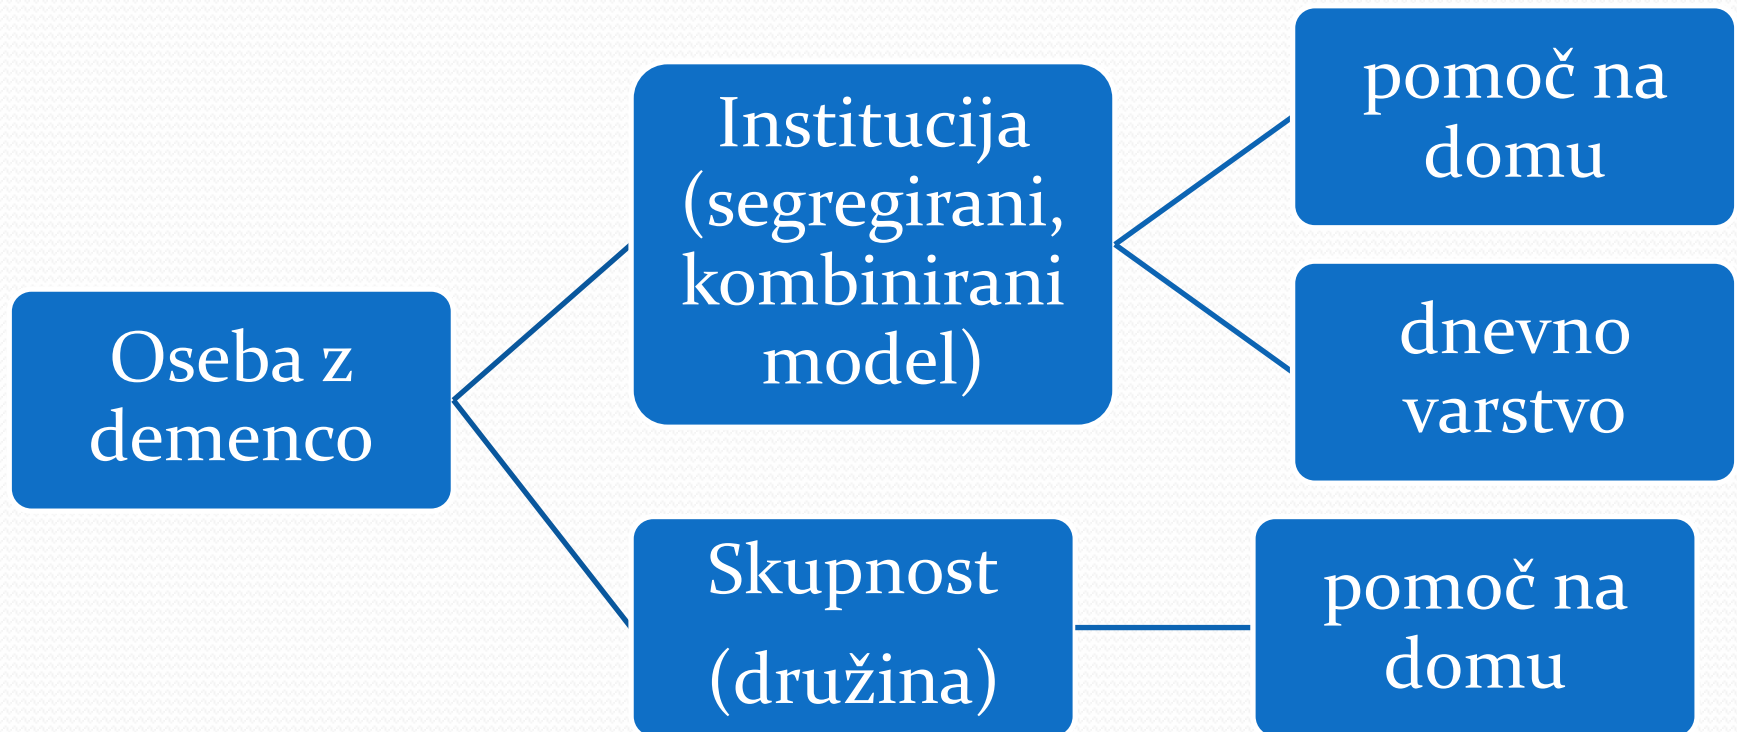 Oseba z
demenco
Institucija
(segregirani,
kombinirani
model)
pomoč na
domu
dnevno
varstvo
Skupnost
(družina)
pomoč na
domu